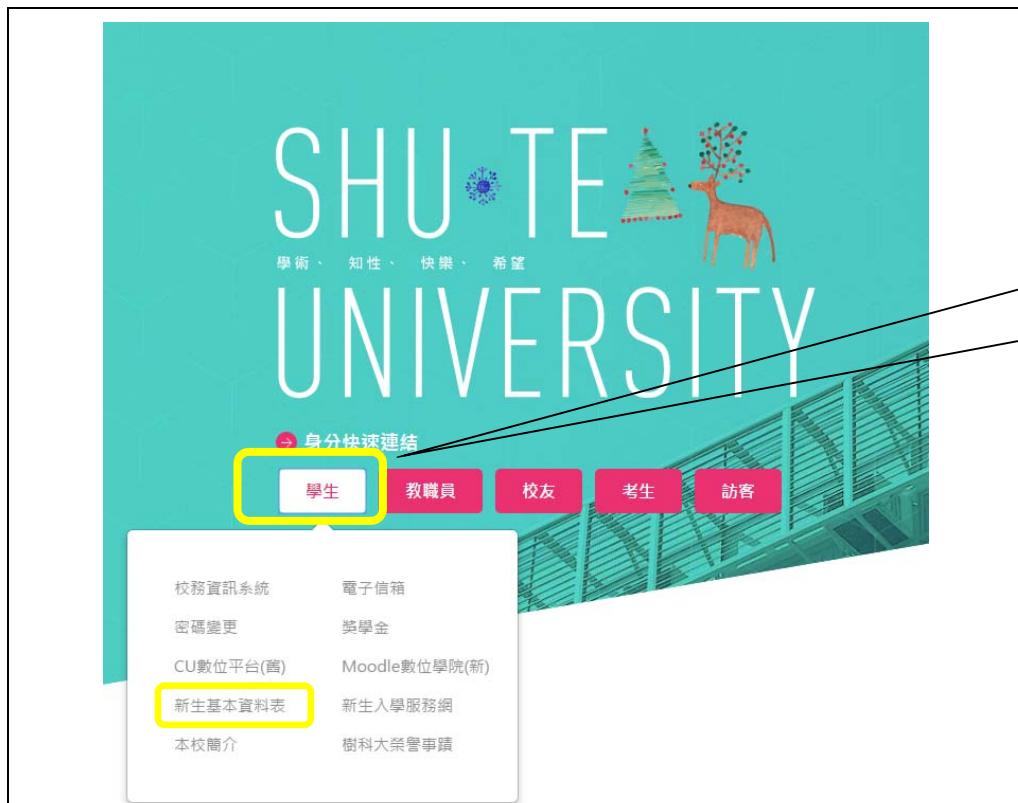 SHU TE
學術、 知性、 快樂、 希望
UNIVERSITY
身分快速連結
學生 教職員 校友 考生 訪客
校務資訊系統 電子信箱
密碼變更 獎學金
CU數位平台(舊) Moodle數位學院(新)
新生基本資料表 新生入學服務網
本校簡介 樹科大榮譽事蹟